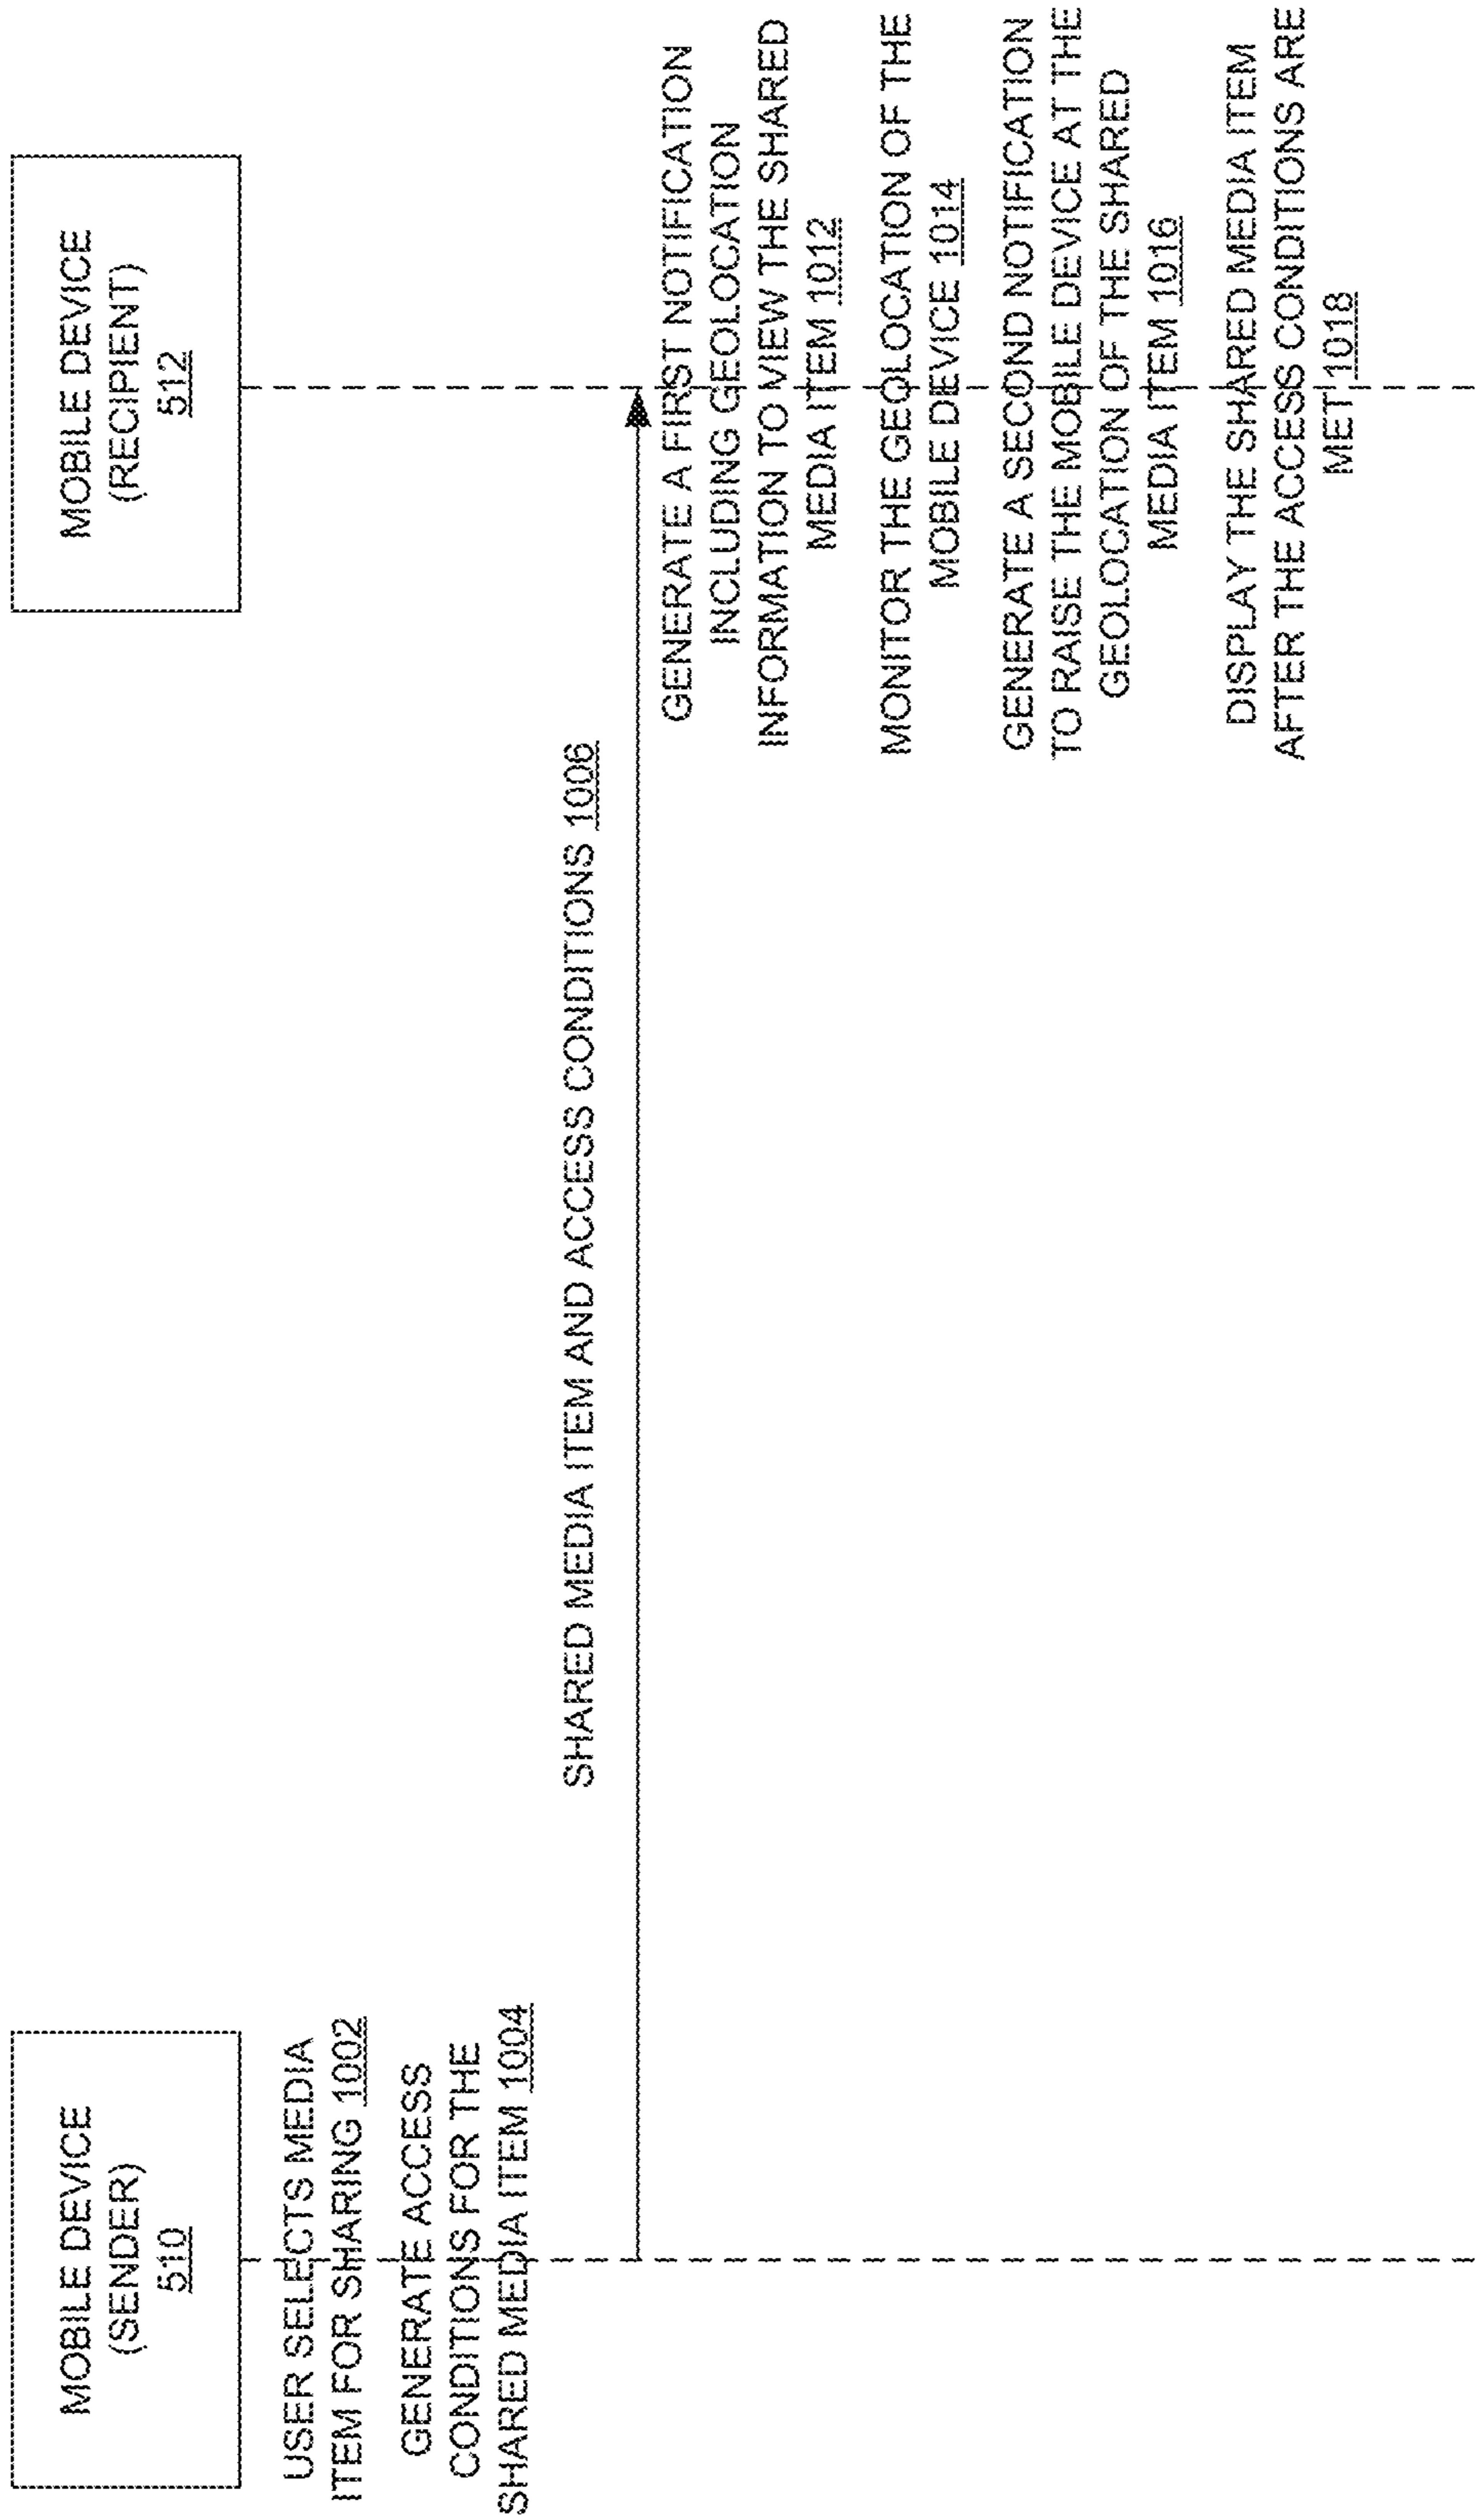 MOBILE DEVICE
(SENDER)
510
MOBILE DEVICE
(RECIPIENT)
512
USER SELECTS MEDIA
ITEM FOR SHARING 1002
GENERATE ACCESS
CONDITIONS FOR THE
SHARED MEDIA ITEM 1004
SHARED MEDIA ITEM AND ACCESS CONDITIONS 1006
GENERATE A FIRST NOTIFICATION
INCLUDING GEOLOCATION
INFORMATION TO VIEW THE SHARED
MEDIA ITEM 1012
MONITOR THE GEOLOCATION OF THE
MOBILE DEVICE 1014
GENERATE A SECOND NOTIFICATION
TO RAISE THE MOBILE DEVICE AT THE
GEOLOCATION OF THE SHARED
MEDIA ITEM 1016
DISPLAY THE SHARED MEDIA ITEM
AFTER THE ACCESS CONDITIONS ARE
MET 1018